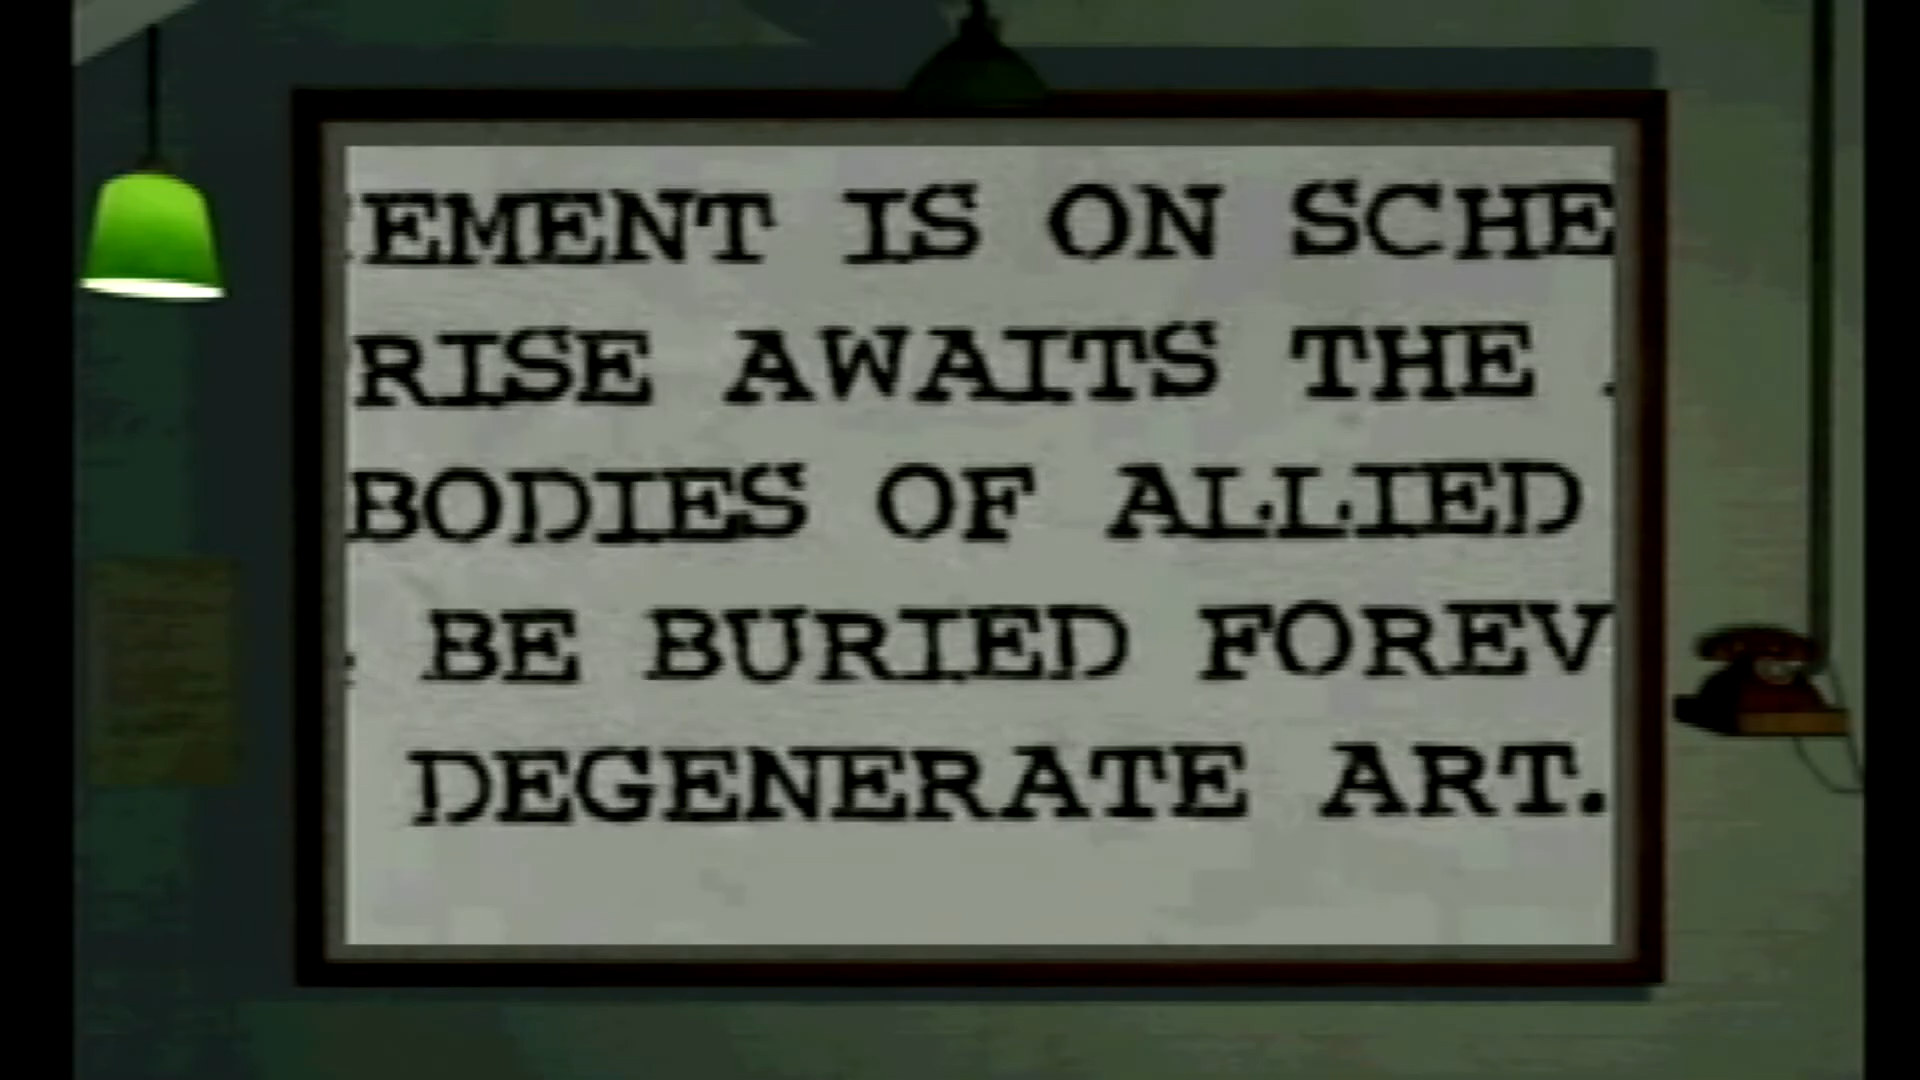 EMENT IS ON SCHE
RISE AWAITS THE
BODIES OF ALLIED
BE BURIED FOREV
DEGENERATE ART.